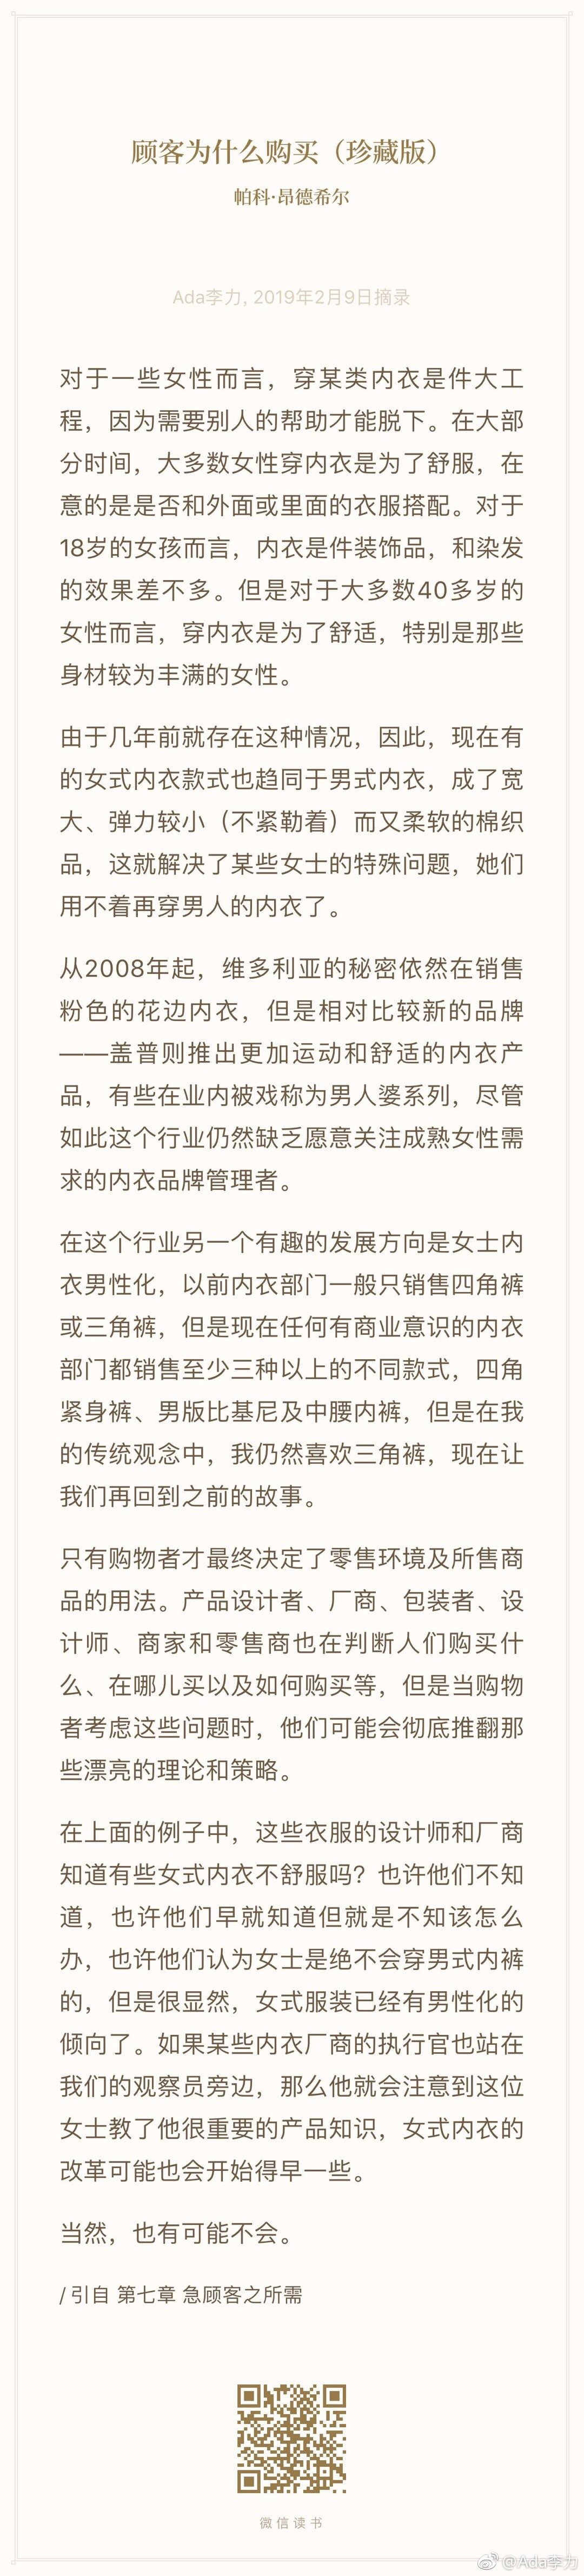 顾客为什么购买（珍藏版）
帕科·昂德希尔
Ada李力, 2019年2月9日摘录
对于一些女性而言，穿某类内衣是件大工
程，因为需要别人的帮助才能脱下。在大部
分时间，大多数女性穿内衣是为了舒服，在
意的是是否和外面或里面的衣服搭配。对于
18岁的女孩而言，内衣是件装饰品，和染发
的效果差不多。但是对于大多数40多岁的
女性而言，穿内衣是为了舒适，特别是那些
身材较为丰满的女性。
由于几年前就存在这种情况，因此，现在有
的女式内衣款式也趋同于男式内衣，成了宽
大、弹力较小（不紧勒着）而又柔软的棉织
品，这就解决了某些女士的特殊问题，她们
用不着再穿男人的内衣了。
从2008年起，维多利亚的秘密依然在销售
粉色的花边内衣，但是相对比较新的品牌
——盖普则推出更加运动和舒适的内衣产
品，有些在业内被戏称为男人婆系列，尽管
如此这个行业仍然缺乏愿意关注成熟女性需
求的内衣品牌管理者。
在这个行业另一个有趣的发展方向是女士内
衣男性化，以前内衣部门一般只销售四角裤
或三角裤，但是现在任何有商业意识的内衣
部门都销售至少三种以上的不同款式，四角
紧身裤、男版比基尼及中腰内裤，但是在我
的传统观念中，我仍然喜欢三角裤，现在让
我们再回到之前的故事。
只有购物者才最终决定了零售环境及所售商
品的用法。产品设计者、厂商、包装者、设
计师、商家和零售商也在判断人们购买什
么、在哪儿买以及如何购买等，但是当购物
者考虑这些问题时，他们可能会彻底推翻那
些漂亮的理论和策略。
在上面的例子中，这些衣服的设计师和厂商
知道有些女式内衣不舒服吗？也许他们不知
道，也许他们早就知道但就是不知该怎么
办，也许他们认为女士是绝不会穿男式内裤
的，但是很显然，女式服装已经有男性化的
倾向了。如果某些内衣厂商的执行官也站在
我们的观察员旁边，那么他就会注意到这位
女士教了他很重要的产品知识，女式内衣的
改革可能也会开始得早一些。
当然，也有可能不会。
/ 引自 第七章 急顾客之所需
微信读书
@Ada李力